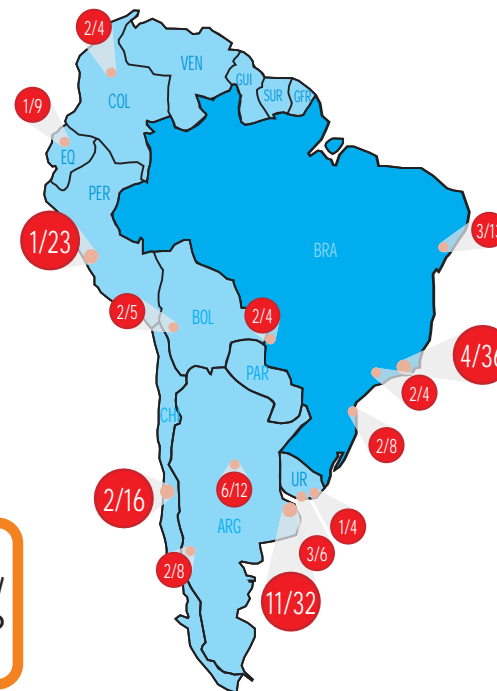 2/4
VEN
GUI
SUR
GFR
COL
1/9
EQ
PER
1/23
BRA
3/13
2/5
BOL
2/4
4/36
PAR
2/4
CH
2/8
2/16
6/12
UR
ARG
1/4
3/6
2/8
11/32